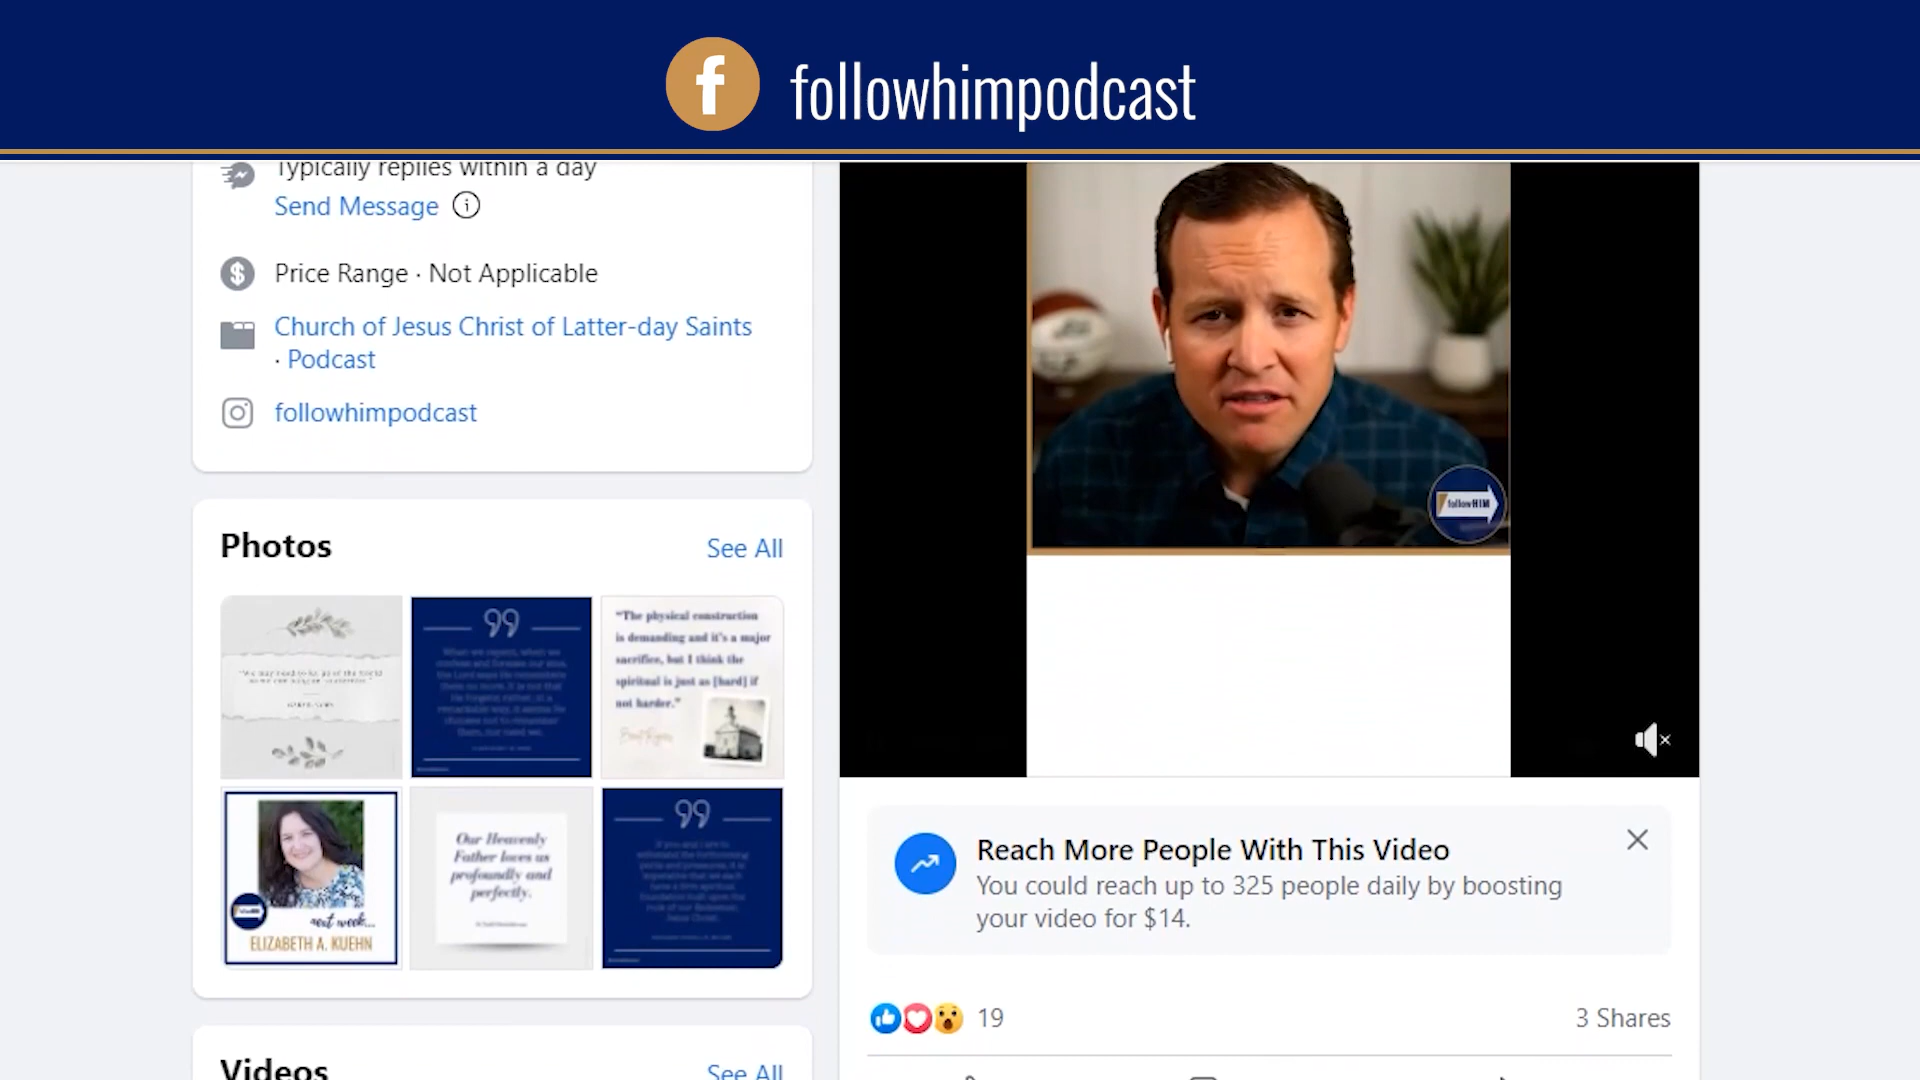 followhimpodcast
Typically replies within a day
Send Message
Price Range · Not Applicable
Church of Jesus Christ of Latter-day Saints
· Podcast
followhimpodcast
Photos
See All
"The physical construction
is demanding and it's a major
sacrifice, but I think the
spiritual is just as [hard] if
not harder."
next week...
ELIZABETH A. KUEHN
Our Heavenly
Father loves us
profoundly and
perfectly.
Videos
See All
followHIM
Reach More People With This Video
You could reach up to 325 people daily by boosting
your video for $14.
19
3 Shares